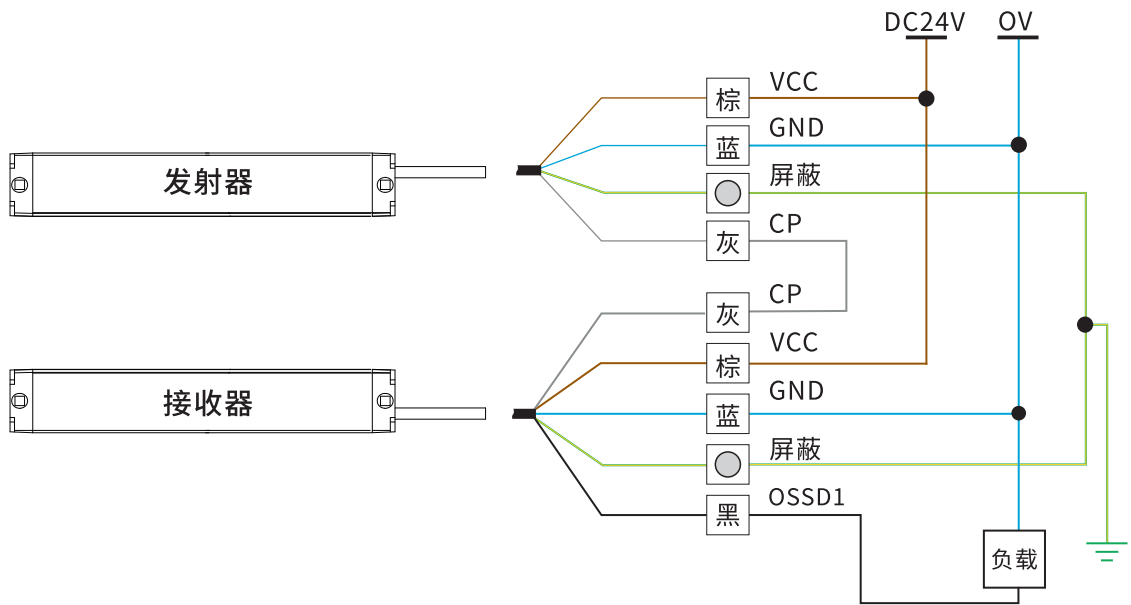 DC24V
OV
棕
VCC
蓝
GND
屏蔽
灰
CP
发射器
灰
CP
棕
VCC
蓝
GND
屏蔽
黑
OSSD1
接收器
负载